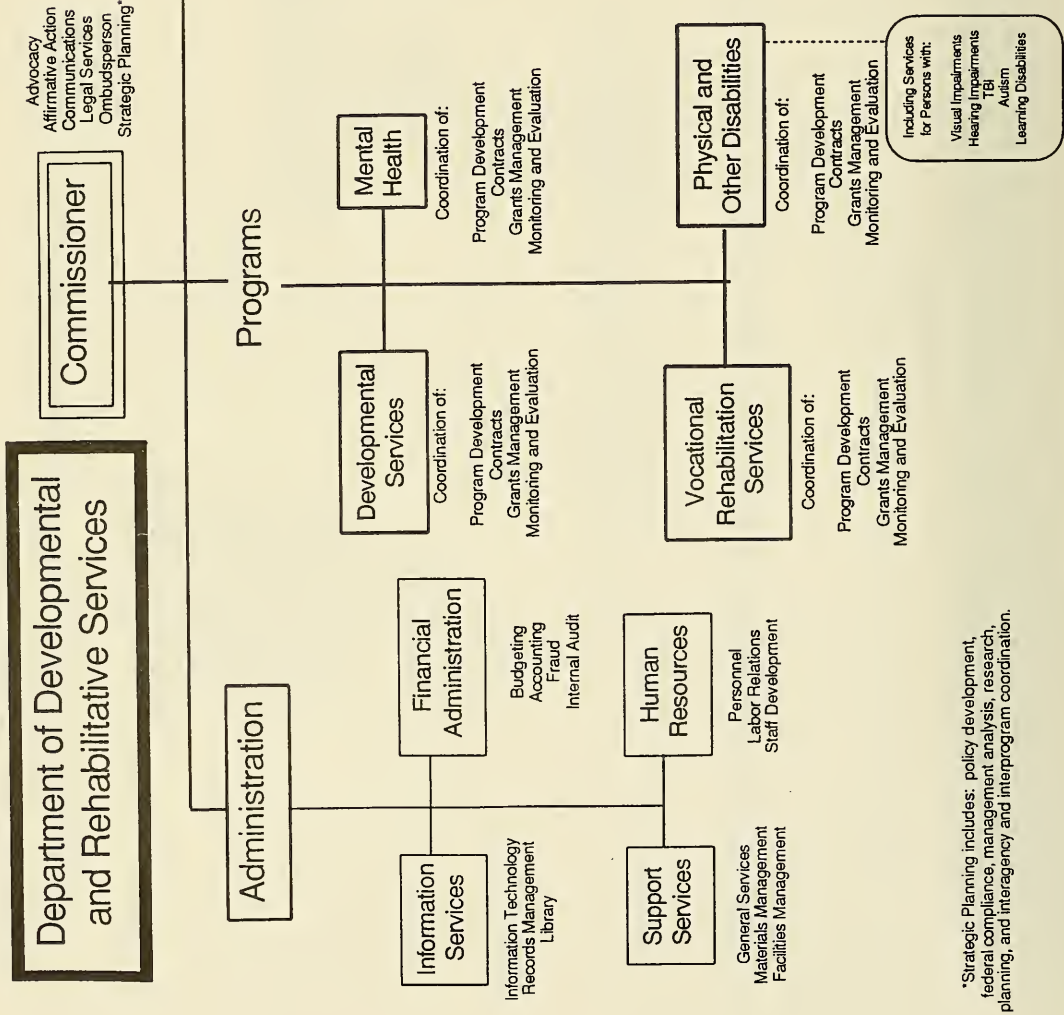 Department of Developmental
and Rehabilitative Services
Commissioner
Advocacy
Affirmative Action
Communications
Legal Services
Ombudsperson
Strategic Planning*
Administration
Information
Services
Information Technology
Records Management
Library
Financial
Administration
Budgeting
Accounting
Fraud
Internal Audit
Support
Services
General Services
Materials Management
Facilities Management
Human
Resources
Personnel
Labor Relations
Staff Development
Programs
Developmental
Services
Coordination of:
Program Development
Contracts
Grants Management
Monitoring and Evaluation
Mental
Health
Coordination of:
Program Development
Contracts
Grants Management
Monitoring and Evaluation
Vocational
Rehabilitation
Services
Coordination of:
Program Development
Contracts
Grants Management
Monitoring and Evaluation
Physical and
Other Disabilities
Coordination of:
Program Development
Contracts
Grants Management
Monitoring and Evaluation
Including Services
for Persons with:
Visual Impairments
Hearing Impairments
TBI
Autism
Learning Disabilities
*Strategic Planning includes: policy development,
federal compliance, management analysis, research,
planning, and interagency and interprogram coordination.